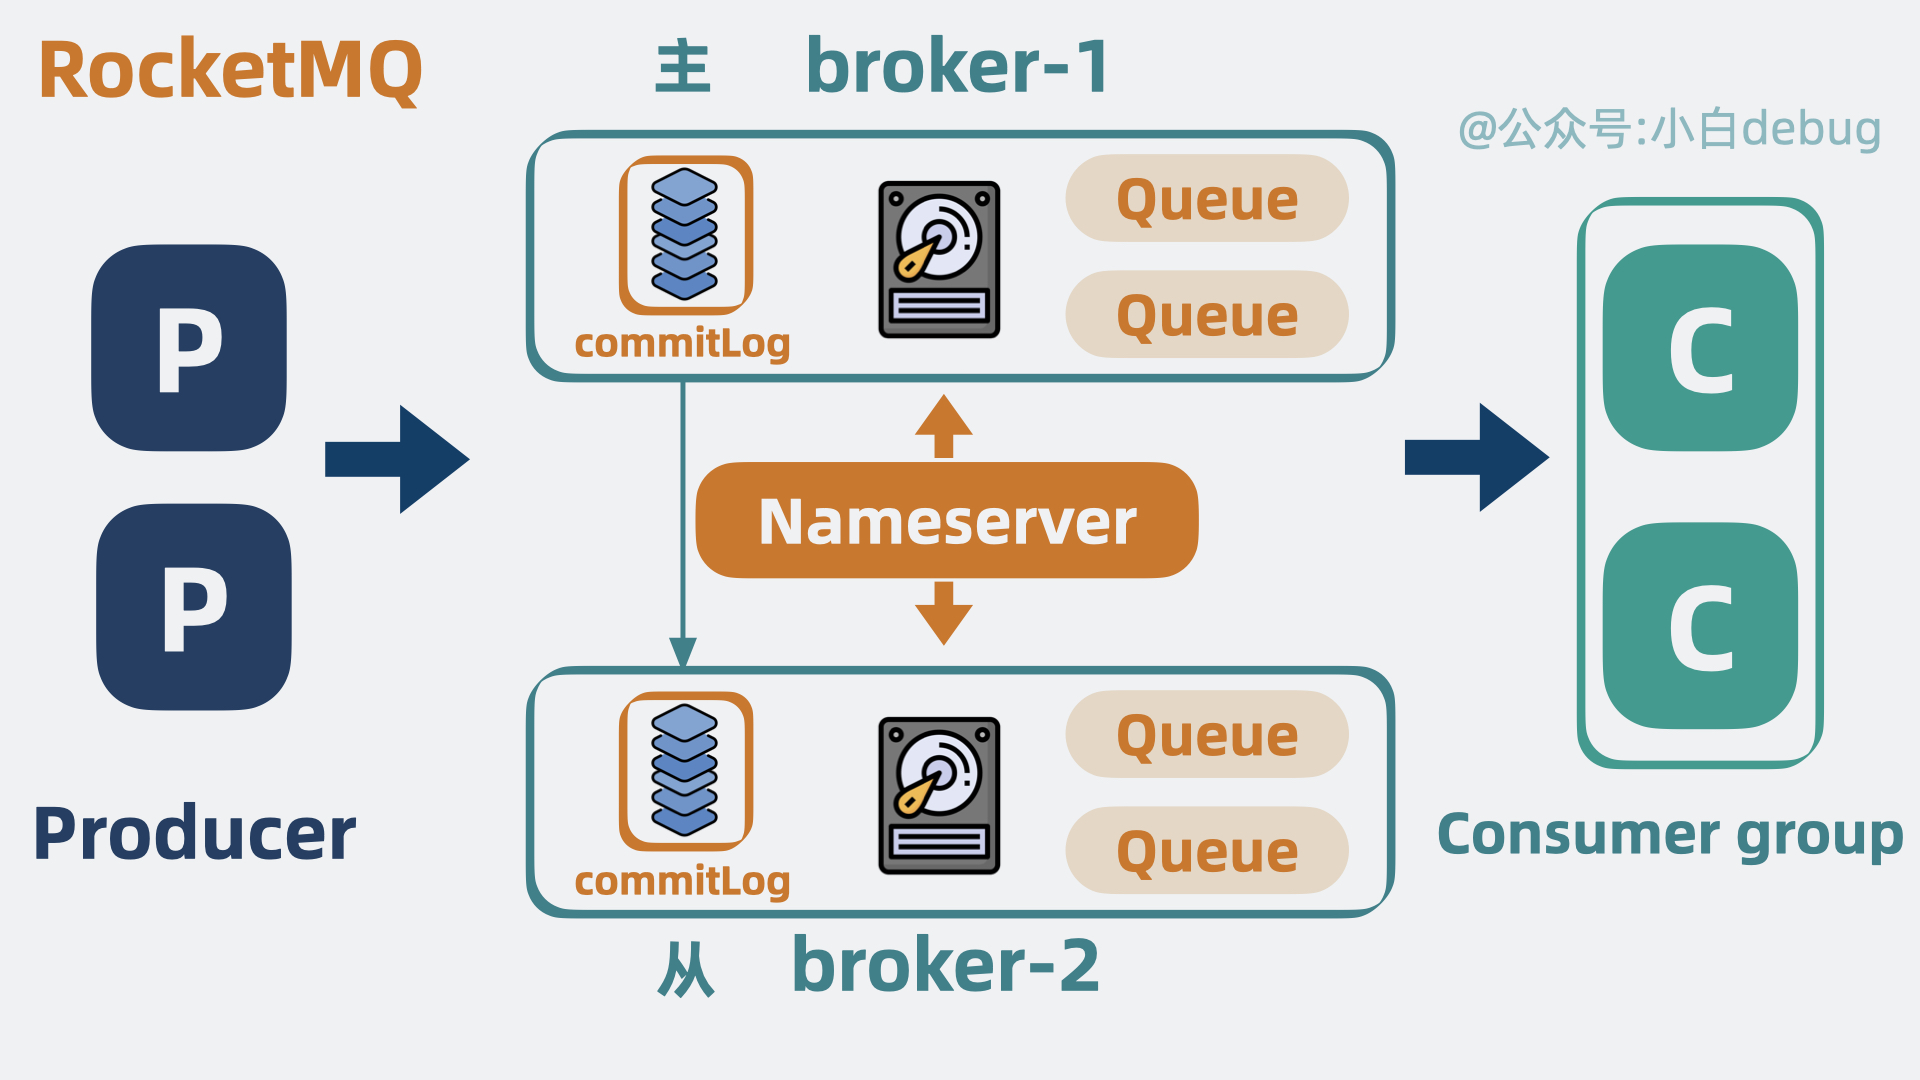 RocketMQ
主 broker-1
@公众号:小白debug
commitLog
Queue
Queue
P
P
Producer
Nameserver
commitLog
Queue
Queue
从 broker-2
C
C
Consumer group